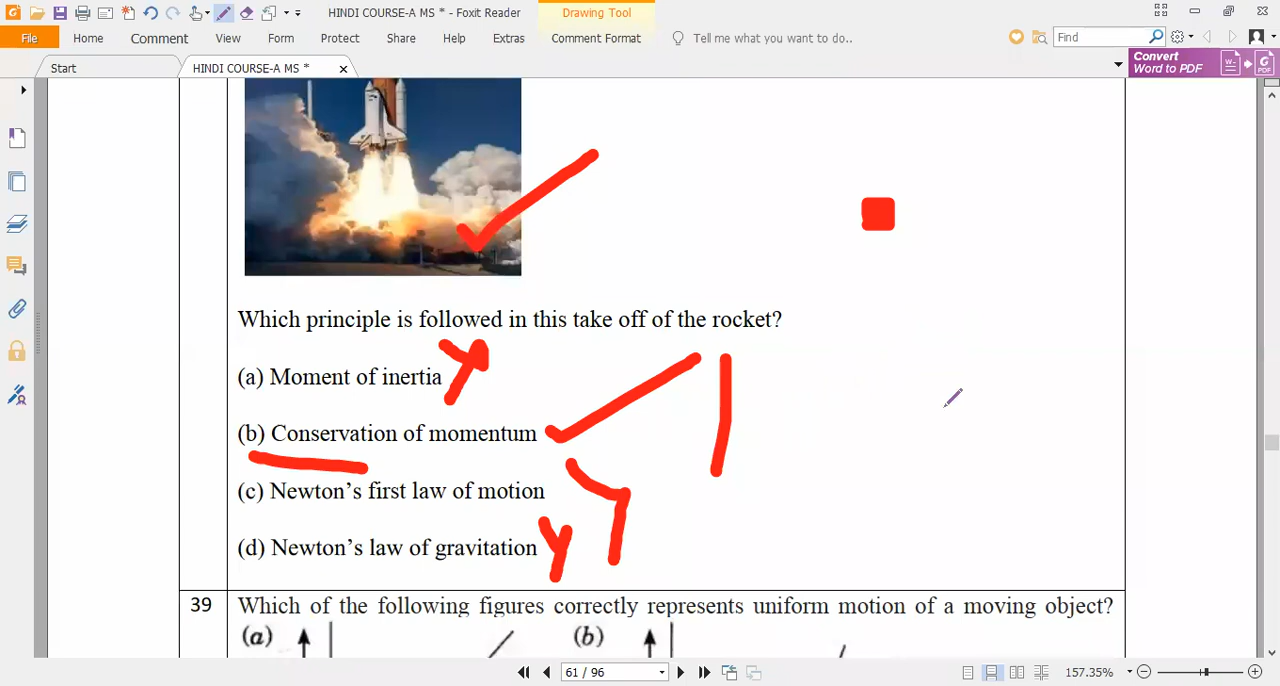 HINDI COURSE-A MS * - Foxit Reader
Drawing Tool
File
Home
Comment
View
Form
Protect
Share
Help
Extras
Comment Format
Tell me what you want to do..
Find
Start
HINDI COURSE-A MS *
Convert
Word to PDF
Which principle is followed in this take off of the rocket?
(a) Moment of inertia
(b) Conservation of momentum
(c) Newton’s first law of motion
(d) Newton’s law of gravitation
39
Which of the following figures correctly represents uniform motion of a moving object?
(a)
(b)
61 / 96
157.35%